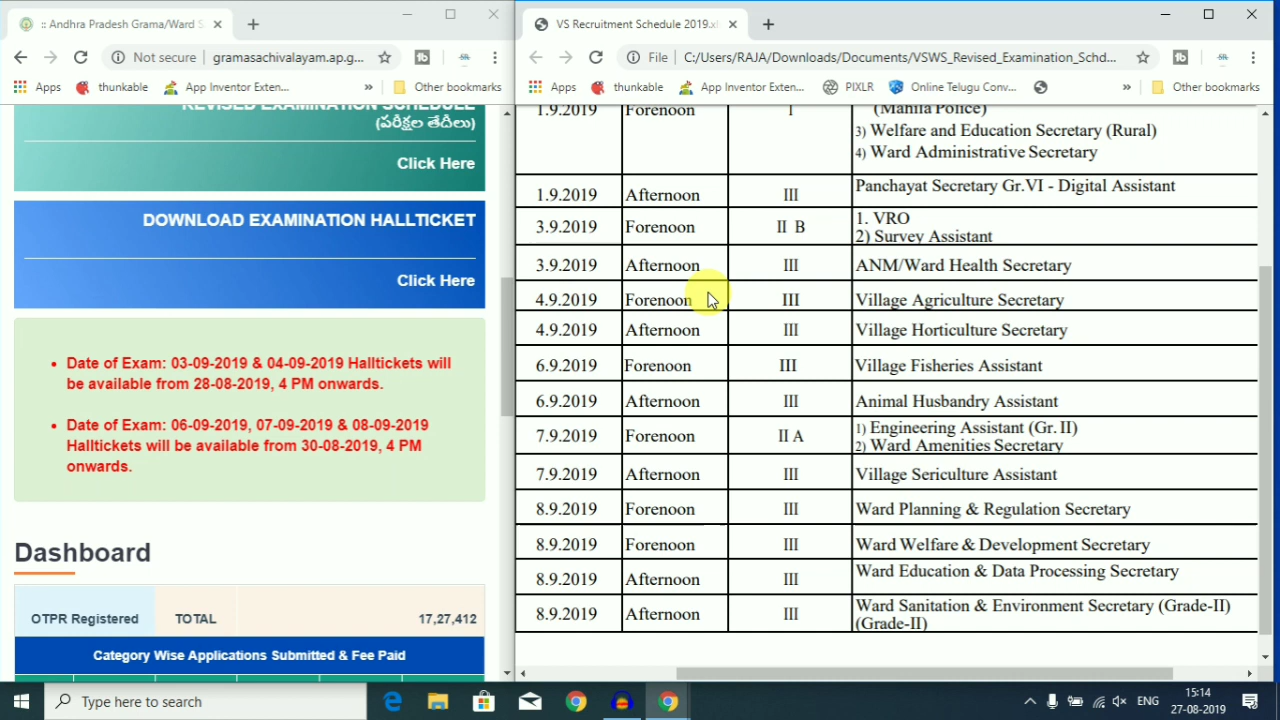 :: Andhra Pradesh Grama/Ward S
Not secure
gramasachivalayam.ap.g...
Apps
thunkable
App Inventor Exten...
»
Other bookmarks
REVISED EXAMINATION SCHEDULE
(పరీక్షల తేదీలు)
Click Here
DOWNLOAD EXAMINATION HALLTICKET
Click Here
• Date of Exam: 03-09-2019 & 04-09-2019 Halltickets will
be available from 28-08-2019, 4 PM onwards.
• Date of Exam: 06-09-2019, 07-09-2019 & 08-09-2019
Halltickets will be available from 30-08-2019, 4 PM
onwards.
Dashboard
OTPR Registered TOTAL 17,27,412
Category Wise Applications Submitted & Fee Paid
VS Recruitment Schedule 2019.xl
File C:/Users/RAJA/Downloads/Documents/VSWS_Revised_Examination_Schd...
Apps
thunkable
App Inventor Exten...
PIXLR
Online Telugu Conv...
»
Other bookmarks
1.9.2019 Forenoon I (Mahila Police)
3) Welfare and Education Secretary (Rural)
4) Ward Administrative Secretary
1.9.2019 Afternoon III Panchayat Secretary Gr.VI - Digital Assistant
3.9.2019 Forenoon II B 1. VRO
2) Survey Assistant
3.9.2019 Afternoon III ANM/Ward Health Secretary
4.9.2019 Forenoon III Village Agriculture Secretary
4.9.2019 Afternoon III Village Horticulture Secretary
6.9.2019 Forenoon III Village Fisheries Assistant
6.9.2019 Afternoon III Animal Husbandry Assistant
7.9.2019 Forenoon II A 1) Engineering Assistant (Gr. II)
2) Ward Amenities Secretary
7.9.2019 Afternoon III Village Sericulture Assistant
8.9.2019 Forenoon III Ward Planning & Regulation Secretary
8.9.2019 Forenoon III Ward Welfare & Development Secretary
8.9.2019 Afternoon III Ward Education & Data Processing Secretary
8.9.2019 Afternoon III Ward Sanitation & Environment Secretary (Grade-II)
(Grade-II)
Type here to search
ENG
15:14
27-08-2019